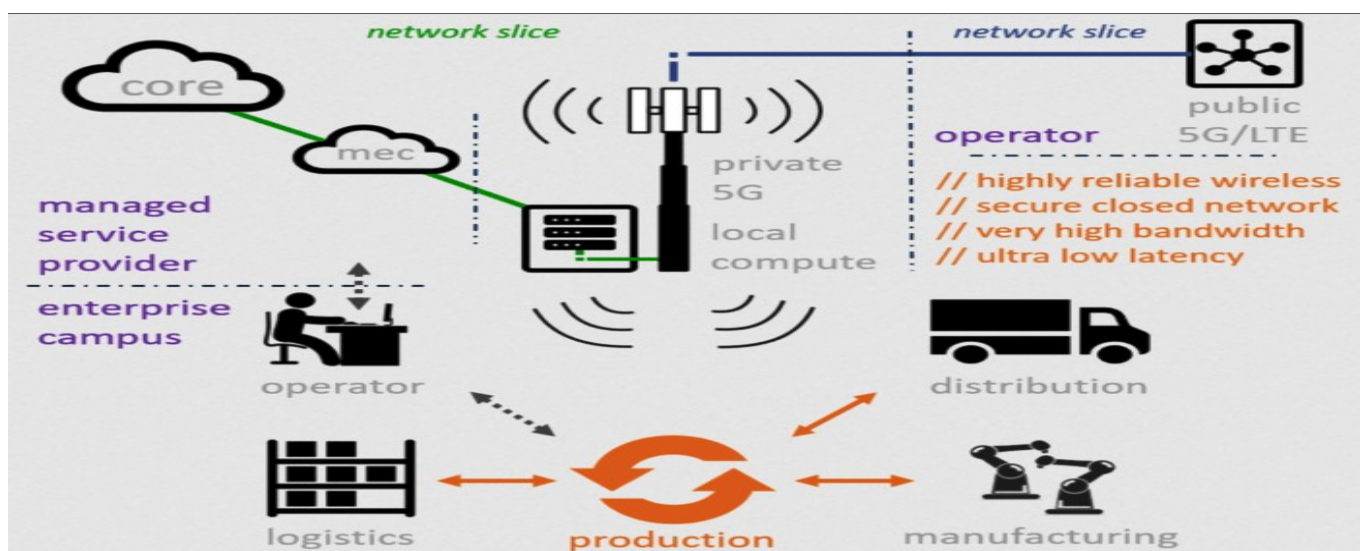 network slice
network slice
core
mec
public
5G/LTE
operator
private
5G
local
compute
// highly reliable wireless
// secure closed network
// very high bandwidth
// ultra low latency
managed
service
provider
enterprise
campus
operator
distribution
logistics
production
manufacturing